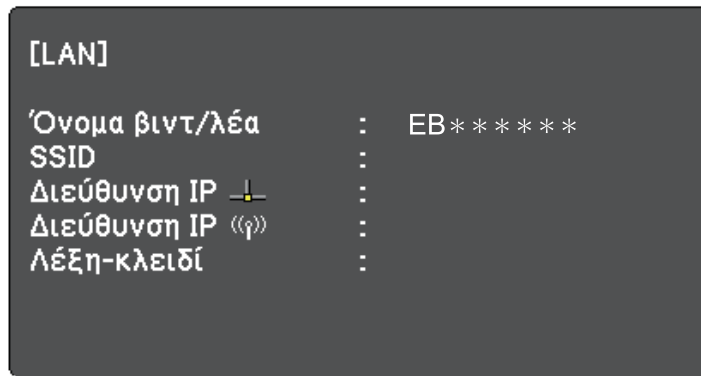 [LAN]
Όνομα βιντ/λέα : EB******
SSID :
Διεύθυνση IP :
Διεύθυνση IP :
Λέξη-κλειδί :